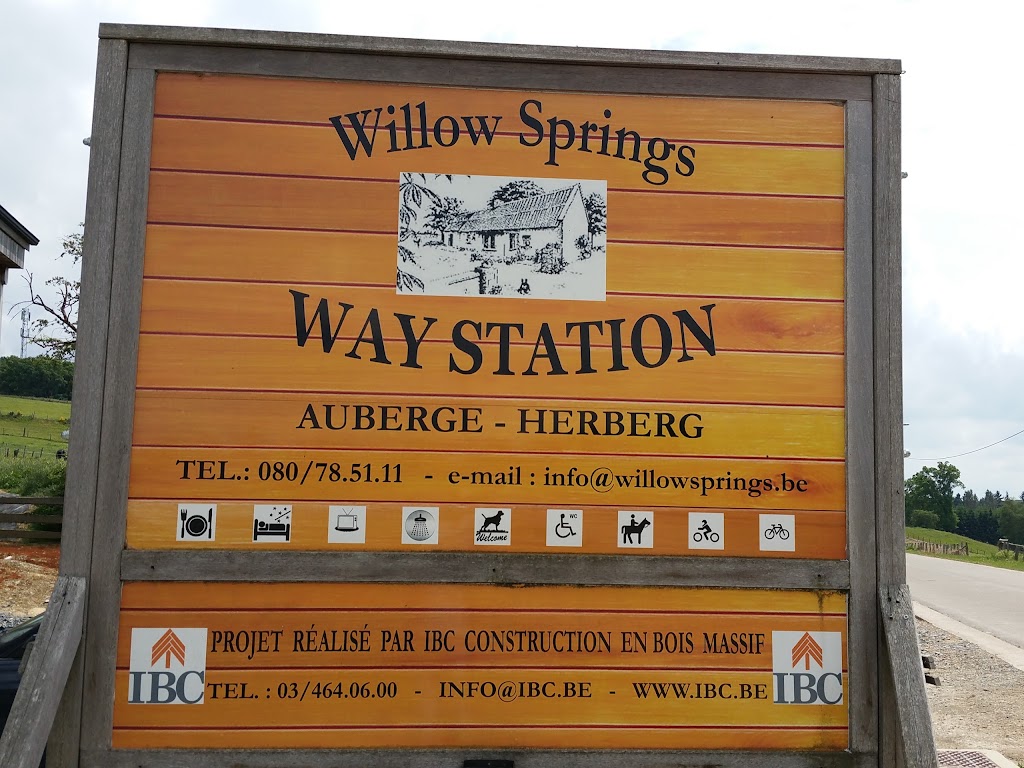 Willow Springs
WAY STATION
AUBERGE - HERBERG
TEL.: 080/78.51.11 - e-mail : info@willowsprings.be
Welcome
WC
PROJET RÉALISÉ PAR IBC CONSTRUCTION EN BOIS MASSIF
IBC TEL. : 03/464.06.00 - INFO@IBC.BE - WWW.IBC.BE IBC